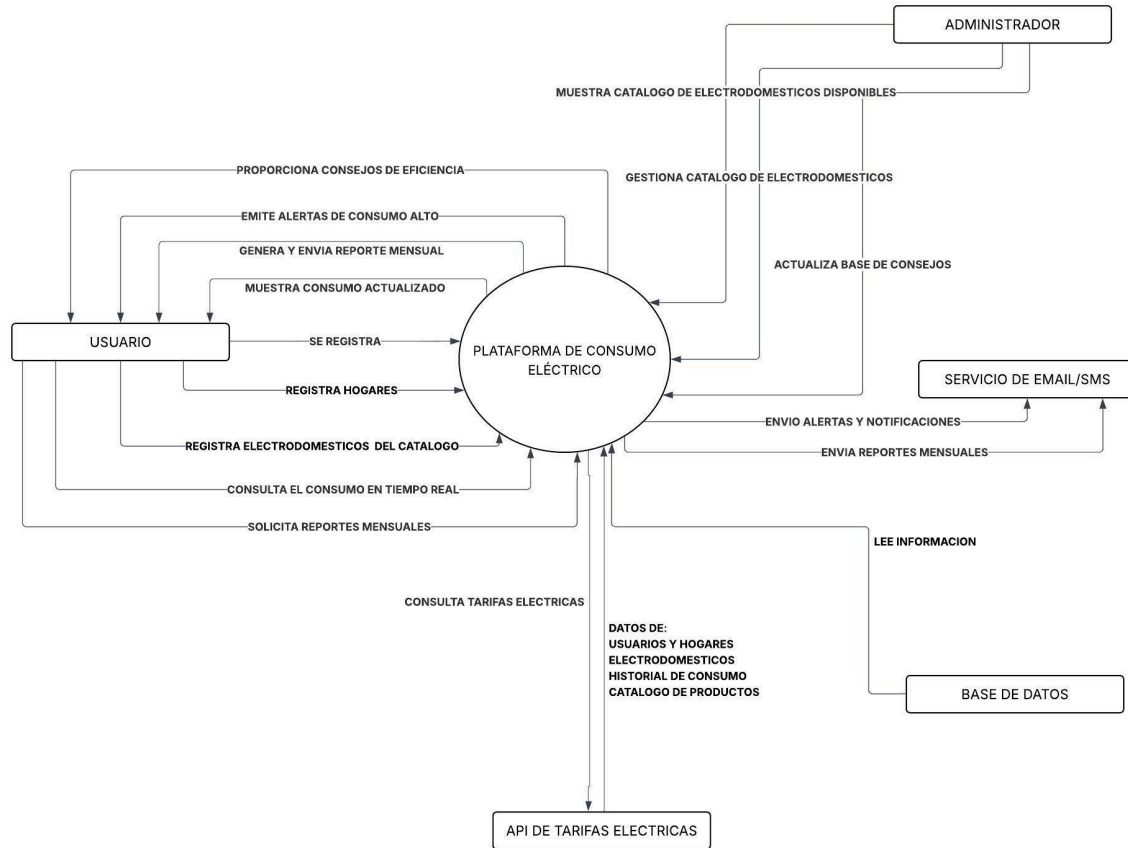 ADMINISTRADOR
MUESTRA CATALOGO DE ELECTRODOMESTICOS DISPONIBLES
PROPORCIONA CONSEJOS DE EFICIENCIA
GESTIONA CATALOGO DE ELECTRODOMESTICOS
EMITE ALERTAS DE CONSUMO ALTO
GENERA Y ENVIA REPORTE MENSUAL
ACTUALIZA BASE DE CONSEJOS
MUESTRA CONSUMO ACTUALIZADO
USUARIO
SE REGISTRA
PLATAFORMA DE CONSUMO
ELÉCTRICO
SERVICIO DE EMAIL/SMS
REGISTRA HOGARES
ENVIO ALERTAS Y NOTIFICACIONES
REGISTRA ELECTRODOMESTICOS DEL CATALOGO
ENVIA REPORTES MENSUALES
CONSULTA EL CONSUMO EN TIEMPO REAL
SOLICITA REPORTES MENSUALES
LEE INFORMACION
CONSULTA TARIFAS ELECTRICAS
DATOS DE:
USUARIOS Y HOGARES
ELECTRODOMESTICOS
HISTORIAL DE CONSUMO
CATALOGO DE PRODUCTOS
BASE DE DATOS
API DE TARIFAS ELECTRICAS